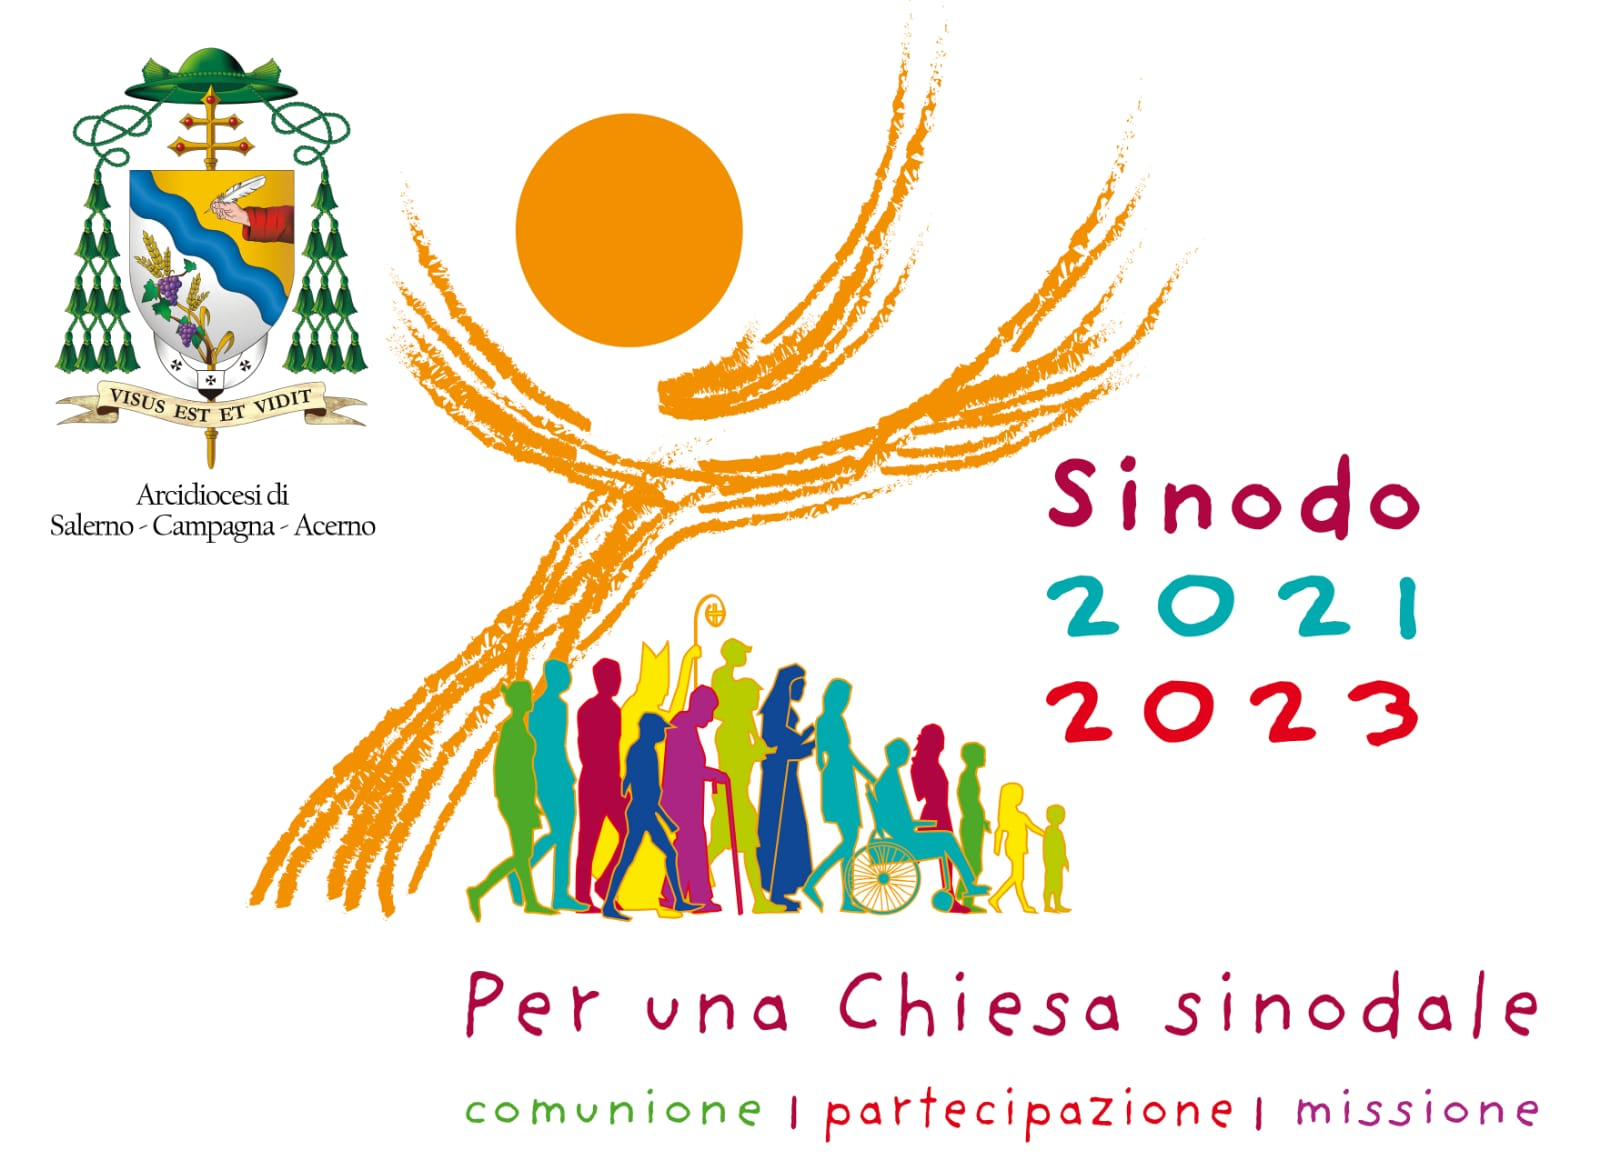 VISUS EST ET VIDIT
Arcidiocesi di
Salerno - Campagna - Acerno
Sinodo
2021
2023
Per una Chiesa sinodale
comunione | partecipazione | missione